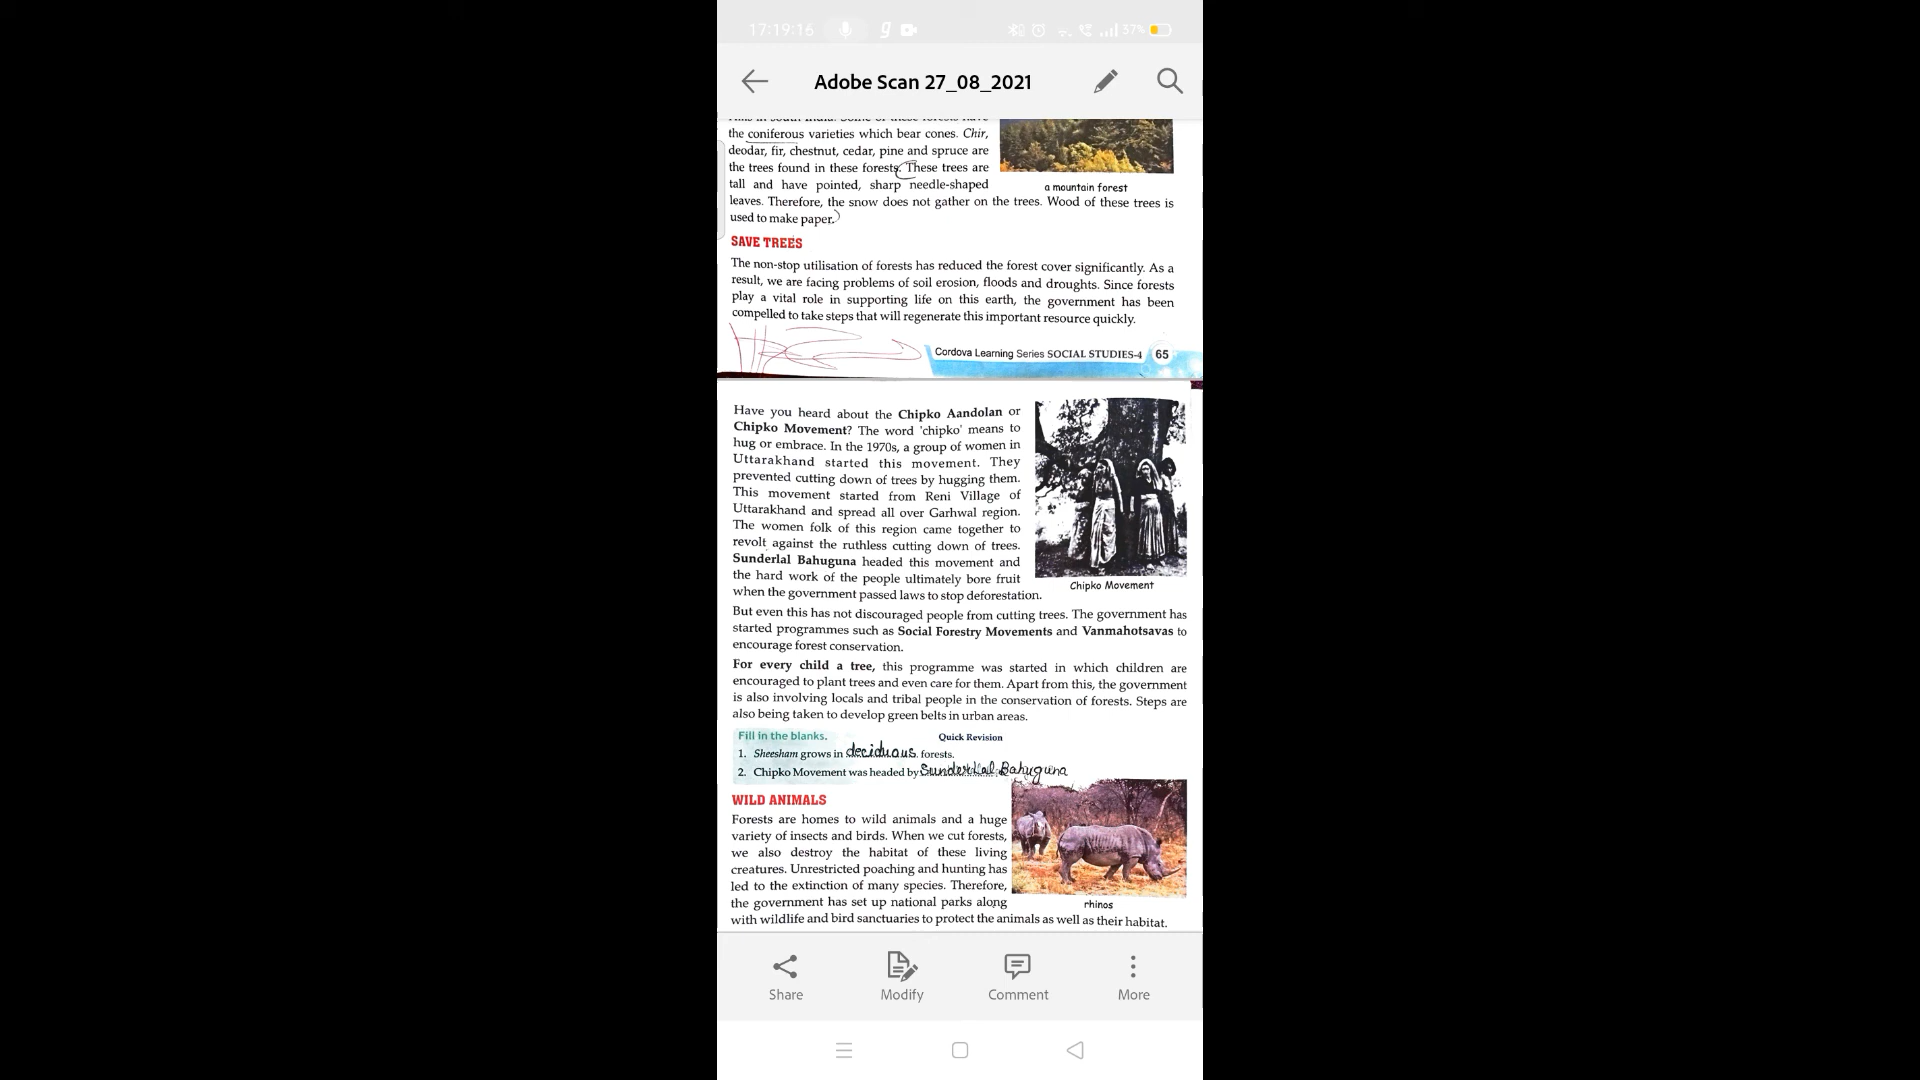 17:19:16
37%
Adobe Scan 27_08_2021
the coniferous varieties which bear cones. Chir,
deodar, fir, chestnut, cedar, pine and spruce are
the trees found in these forests. These trees are
tall and have pointed, sharp needle-shaped
a mountain forest
leaves. Therefore, the snow does not gather on the trees. Wood of these trees is
used to make paper.
SAVE TREES
The non-stop utilisation of forests has reduced the forest cover significantly. As a
result, we are facing problems of soil erosion, floods and droughts. Since forests
play a vital role in supporting life on this earth, the government has been
compelled to take steps that will regenerate this important resource quickly.
Cordova Learning Series SOCIAL STUDIES-4 65
Have you heard about the Chipko Aandolan or
Chipko Movement? The word 'chipko' means to
hug or embrace. In the 1970s, a group of women in
Uttarakhand started this movement. They
prevented cutting down of trees by hugging them.
This movement started from Reni Village of
Uttarakhand and spread all over Garhwal region.
The women folk of this region came together to
revolt against the ruthless cutting down of trees.
Sunderlal Bahuguna headed this movement and
the hard work of the people ultimately bore fruit
when the government passed laws to stop deforestation.
Chipko Movement
But even this has not discouraged people from cutting trees. The government has
started programmes such as Social Forestry Movements and Vanmahotsavas to
encourage forest conservation.
For every child a tree, this programme was started in which children are
encouraged to plant trees and even care for them. Apart from this, the government
is also involving locals and tribal people in the conservation of forests. Steps are
also being taken to develop green belts in urban areas.
Fill in the blanks. Quick Revision
1. Sheesham grows in deciduous forests.
2. Chipko Movement was headed by Sunderlal Bahuguna
WILD ANIMALS
Forests are homes to wild animals and a huge
variety of insects and birds. When we cut forests,
we also destroy the habitat of these living
creatures. Unrestricted poaching and hunting has
led to the extinction of many species. Therefore,
the government has set up national parks along
rhinos
with wildlife and bird sanctuaries to protect the animals as well as their habitat.
Share
Modify
Comment
More